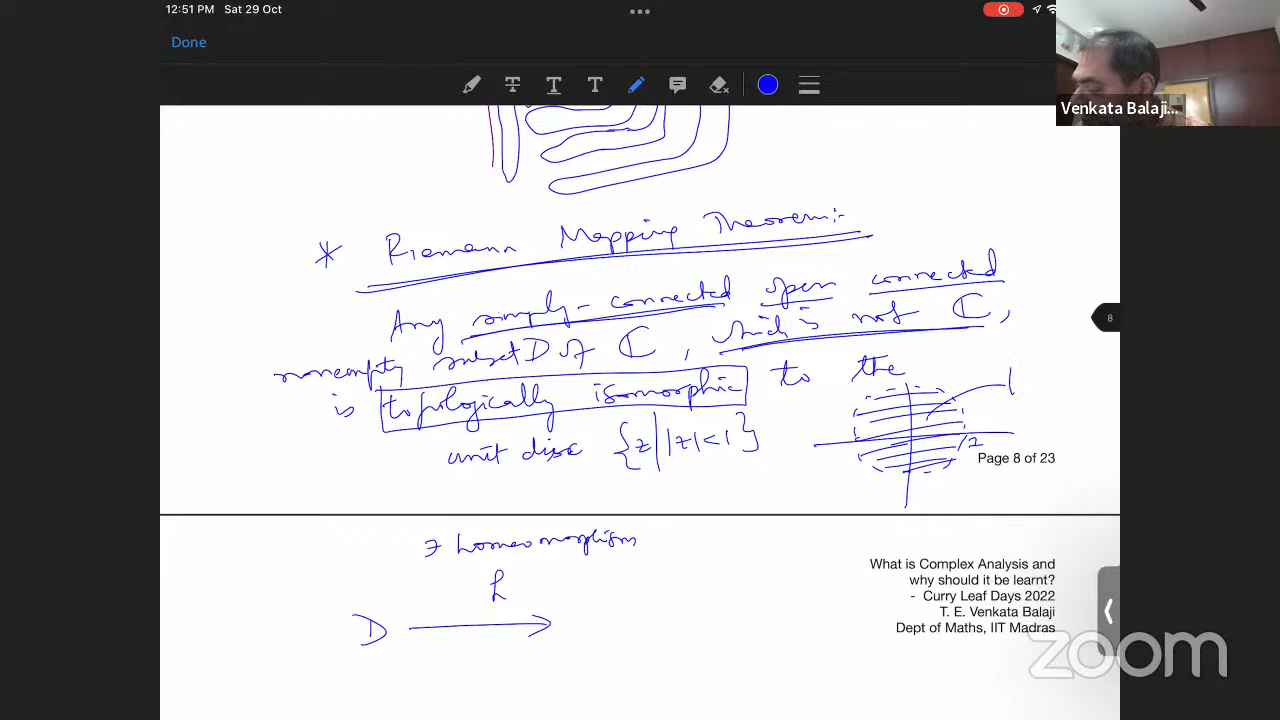 12:51 PM Sat 29 Oct
Done
Venkata Balaji...
* Riemann Mapping Theorem:-
Any simply-connected open connected
nonempty subset D of ℂ, which is not ℂ,
is topologically isomorphic to the
unit disc {z | |z|<1}
8
Page 8 of 23
∃ homeomorphism
What is Complex Analysis and
why should it be learnt?
- Curry Leaf Days 2022
T. E. Venkata Balaji
Dept of Maths, IIT Madras
D ⟶
zoom